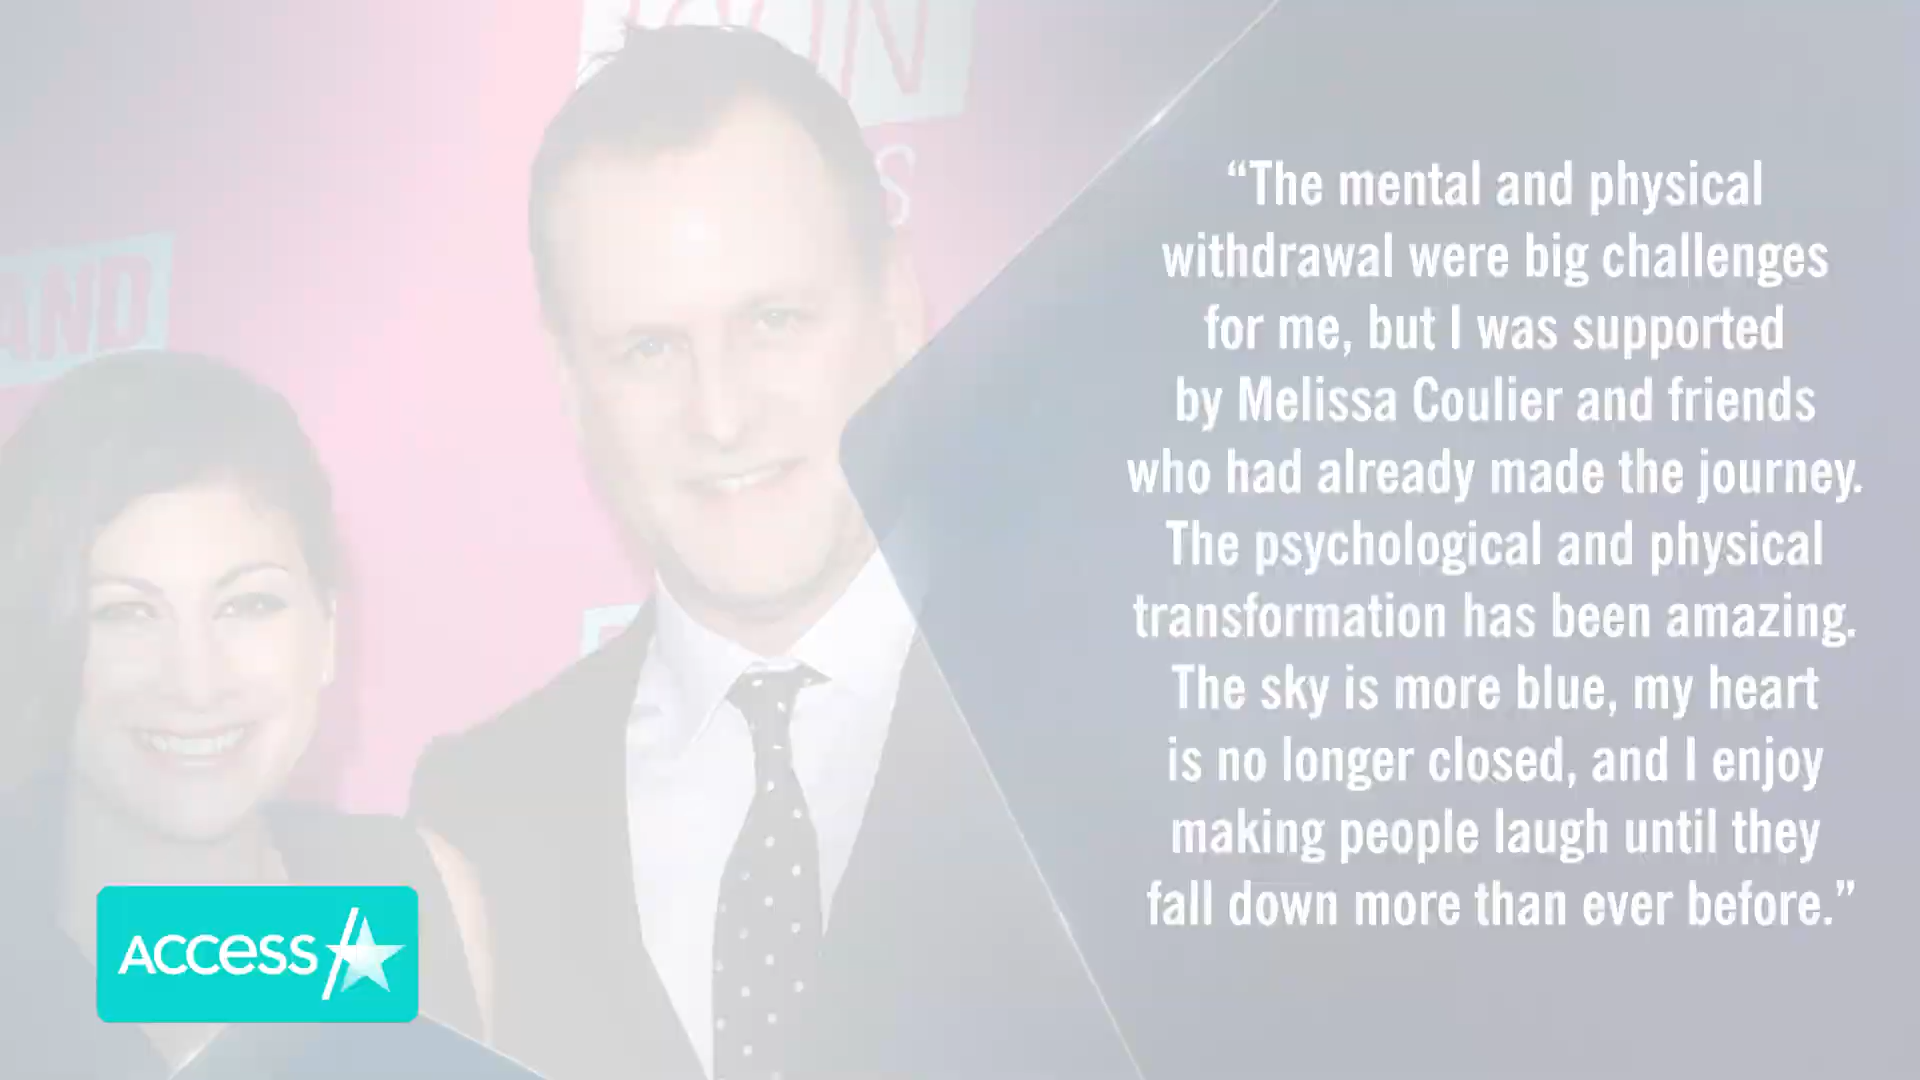 AND
"The mental and physical
withdrawal were big challenges
for me, but I was supported
by Melissa Coulier and friends
who had already made the journey.
The psychological and physical
transformation has been amazing.
The sky is more blue, my heart
is no longer closed, and I enjoy
making people laugh until they
fall down more than ever before."
ACCESS